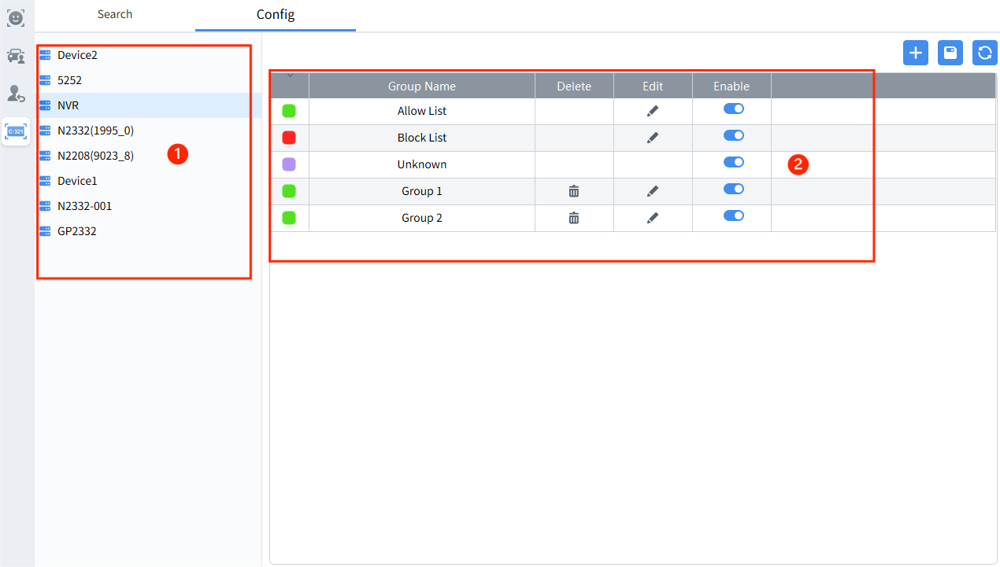 Search
Config
Device2
5252
NVR
N2332(1995_0)
N2208(9023_8)
Device1
N2332-001
GP2332
1
C-321
Group Name Delete Edit Enable
Allow List
Block List
Unknown
Group 1
Group 2
2